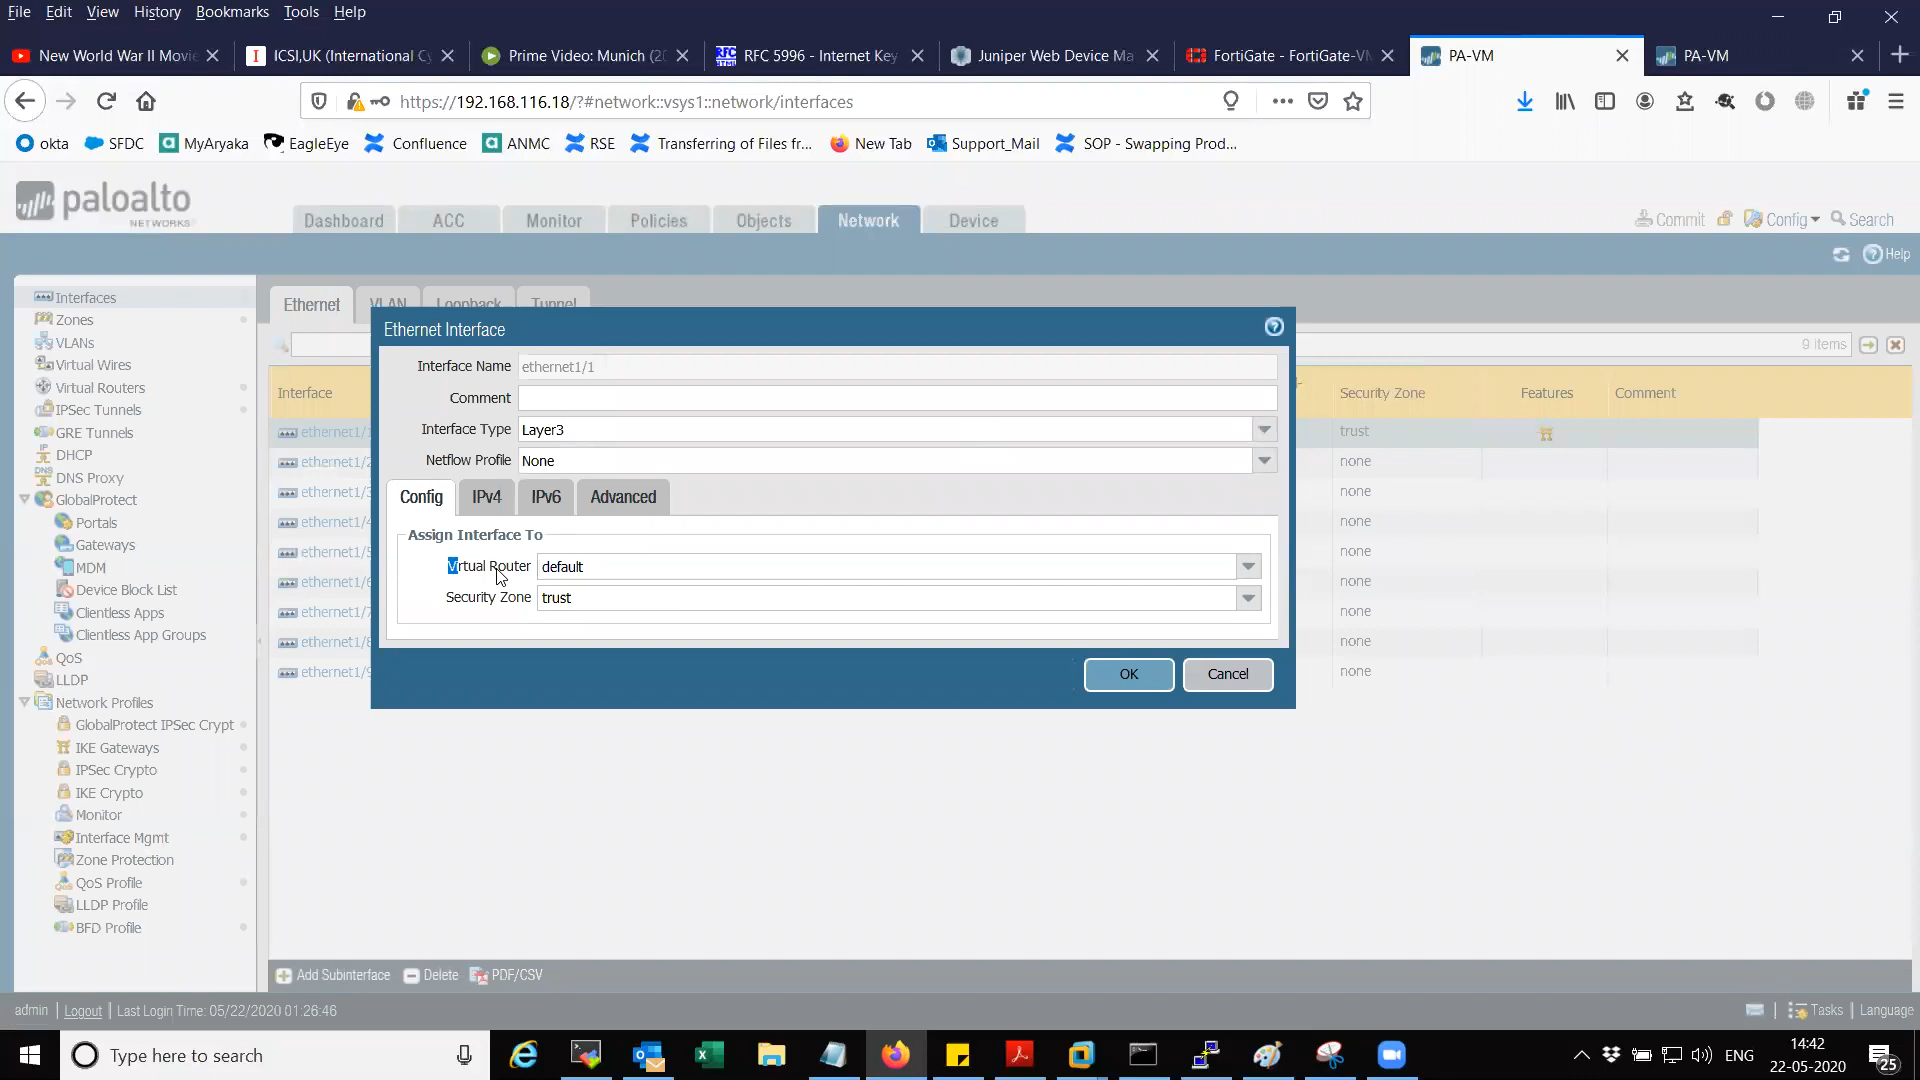 File Edit View History Bookmarks Tools Help
New World War II Movi
ICSI,UK (International C
Prime Video: Munich (20
RFC 5996 - Internet Key
Juniper Web Device Ma
FortiGate - FortiGate-V
PA-VM
PA-VM
https://192.168.116.18/?#network::vsys1::network/interfaces
okta SFDC MyAryaka EagleEye Confluence ANMC RSE Transferring of Files fr... New Tab Support_Mail SOP - Swapping Prod...
paloalto
NETWORKS
Dashboard ACC Monitor Policies Objects Network Device
Commit Config Search
Help
Interfaces
Zones
VLANs
Virtual Wires
Virtual Routers
IPSec Tunnels
GRE Tunnels
DHCP
DNS Proxy
GlobalProtect
Portals
Gateways
MDM
Device Block List
Clientless Apps
Clientless App Groups
QoS
LLDP
Network Profiles
GlobalProtect IPSec Crypt
IKE Gateways
IPSec Crypto
IKE Crypto
Monitor
Interface Mgmt
Zone Protection
QoS Profile
LLDP Profile
BFD Profile
Ethernet VLAN Loopback Tunnel
9 items
Interface Security Zone Features Comment
ethernet1/1 trust
ethernet1/2 none
ethernet1/3 none
ethernet1/4 none
ethernet1/5 none
ethernet1/6 none
ethernet1/7 none
ethernet1/8 none
ethernet1/9 none
Ethernet Interface
Interface Name ethernet1/1
Comment
Interface Type Layer3
Netflow Profile None
Config IPv4 IPv6 Advanced
Assign Interface To
Virtual Router default
Security Zone trust
OK Cancel
Add Subinterface Delete PDF/CSV
admin | Logout | Last Login Time: 05/22/2020 01:26:46
Tasks | Language
Type here to search
ENG
14:42
22-05-2020
25